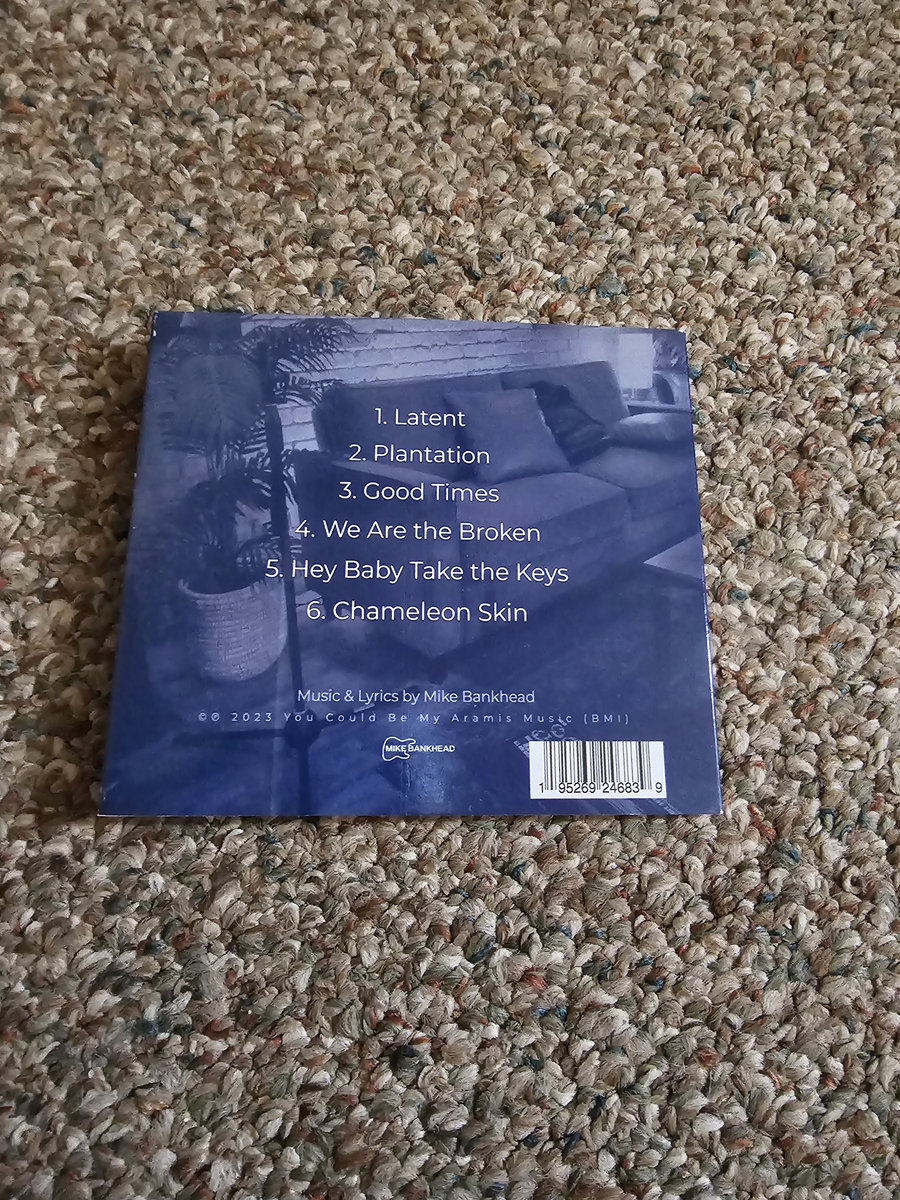 1. Latent
2. Plantation
3. Good Times
4. We Are the Broken
5. Hey Baby Take the Keys
6. Chameleon Skin
Music & Lyrics by Mike Bankhead
©℗ 2023 You Could Be My Aramis Music (BMI)
MIKE BANKHEAD
1 95269 24683 9